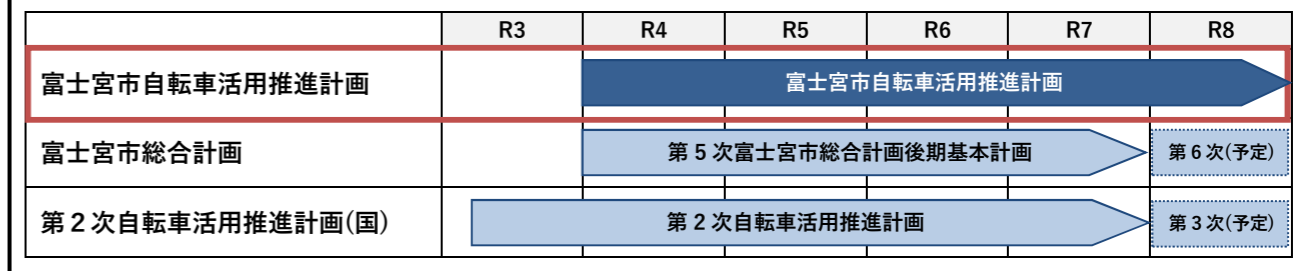 R3 R4 R5 R6 R7 R8
富士宮市自転車活用推進計画 富士宮市自転車活用推進計画
富士宮市総合計画 第5次富士宮市総合計画後期基本計画 第6次(予定)
第2次自転車活用推進計画(国) 第2次自転車活用推進計画 第3次(予定)